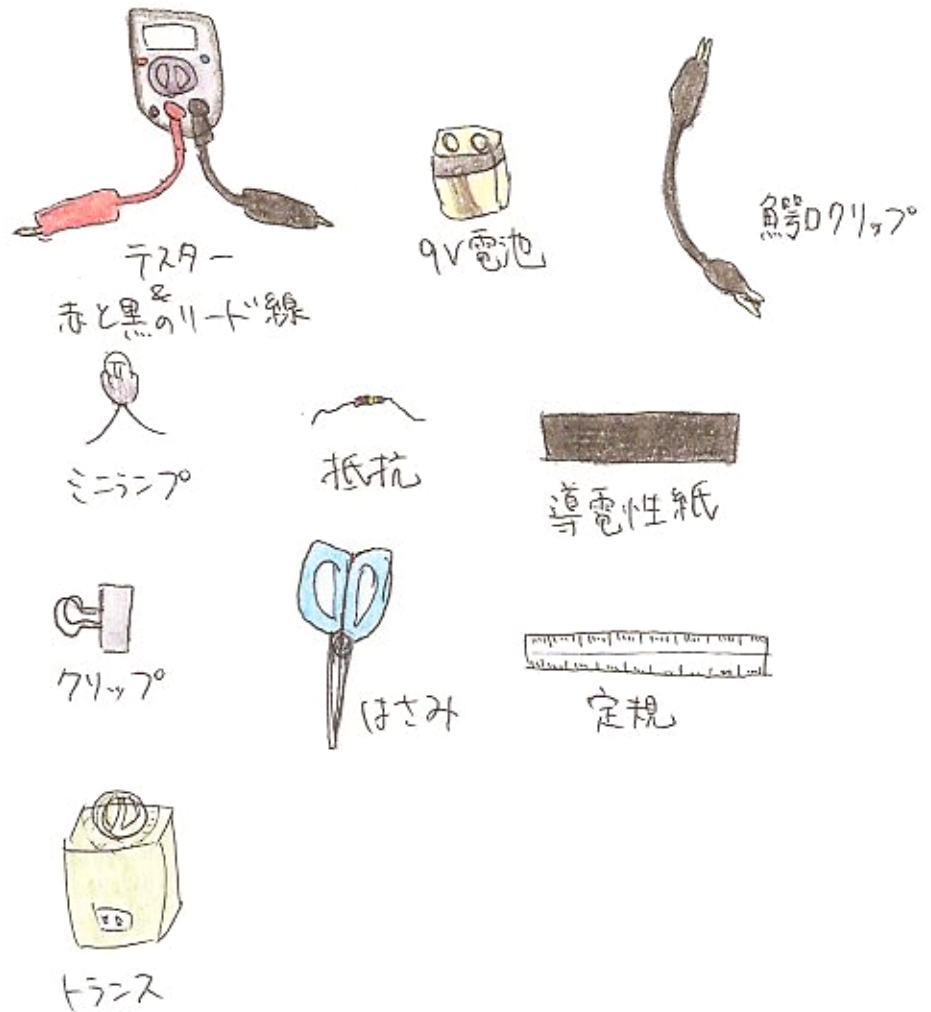 テスター
&
赤と黒のリード線
9V電池
鰐口クリップ
ミニランプ
抵抗
導電性紙
クリップ
はさみ
定規
トランス